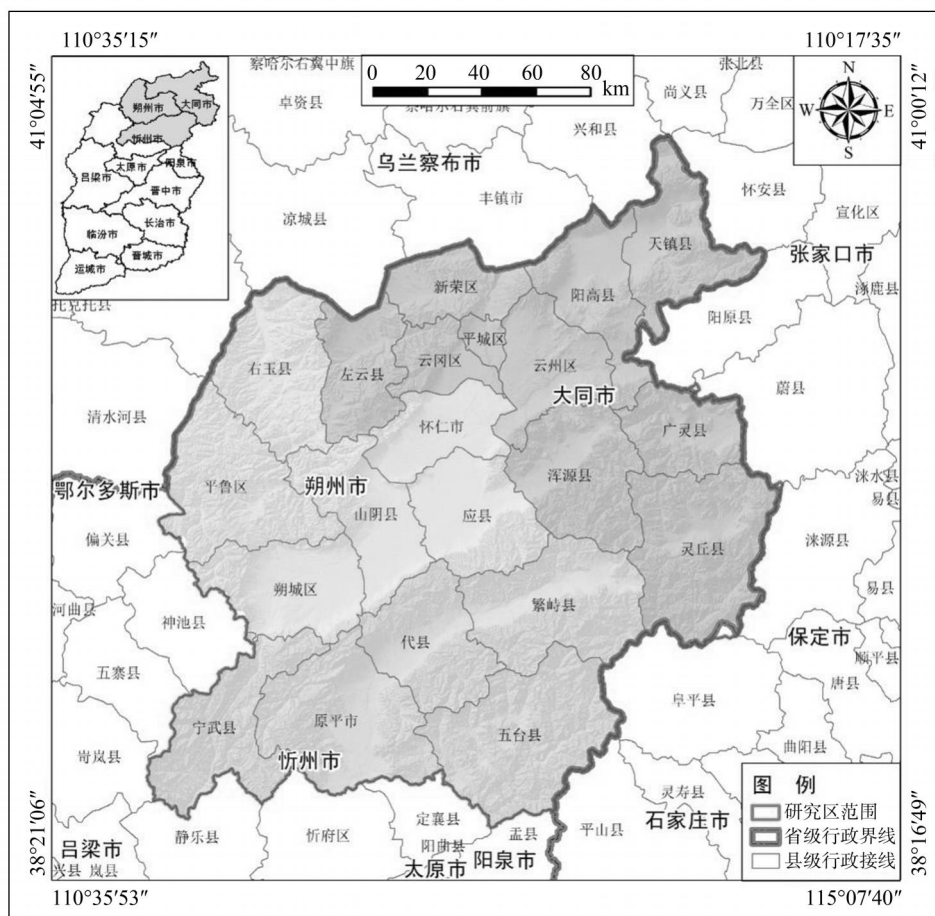 110°35′15″
110°17′35″
41°04′55″
41°00′12″
0 20 40 60 80
km
N
W E
S
朔州市
大同市
忻州市
太原市
阳泉市
吕梁市
晋中市
临汾市
长治市
晋城市
运城市
察哈尔右翼中旗
卓资县
察哈尔右翼前旗
兴和县
尚义县
张北县
万全区
乌兰察布市
丰镇市
凉城县
怀安县
宣化区
天镇县
张家口市
涿鹿县
新荣区
阳高县
阳原县
托克托县
平城区
右玉县
左云县
云冈区
云州区
大同市
蔚县
清水河县
怀仁市
广灵县
鄂尔多斯市
平鲁区
朔州市
浑源县
涞水县
易县
山阴县
应县
偏关县
灵丘县
涞源县
朔城区
繁峙县
易县
河曲县
神池县
代县
保定市
顺平县
五寨县
唐县
宁武县
原平市
五台县
阜平县
忻州市
曲阳县
岢岚县
静乐县
忻府区
定襄县
盂县
平山县
灵寿县
石家庄市
吕梁市
阳曲县
太原市
阳泉市
兴县
岚县
图 例
研究区范围
省级行政界线
县级行政接线
38°21′06″
38°16′49″
110°35′53″
115°07′40″